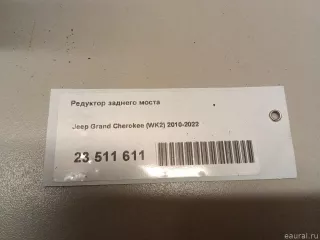 Редуктор заднего моста
Jeep Grand Cherokee (WK2) 2010-2022
23 511 611
eaural.ru